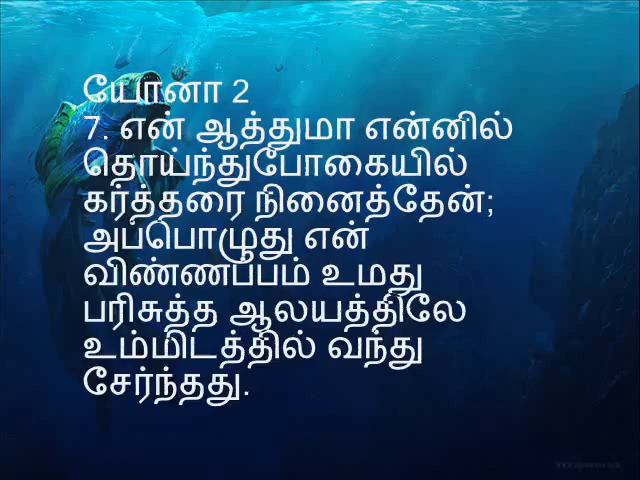 யோனா 2
7. என் ஆத்துமா என்னில்
தொய்ந்துபோகையில்
கர்த்தரை நினைத்தேன்;
அப்பொழுது என்
விண்ணப்பம் உமது
பரிசுத்த ஆலயத்திலே
உம்மிடத்தில் வந்து
சேர்ந்தது.